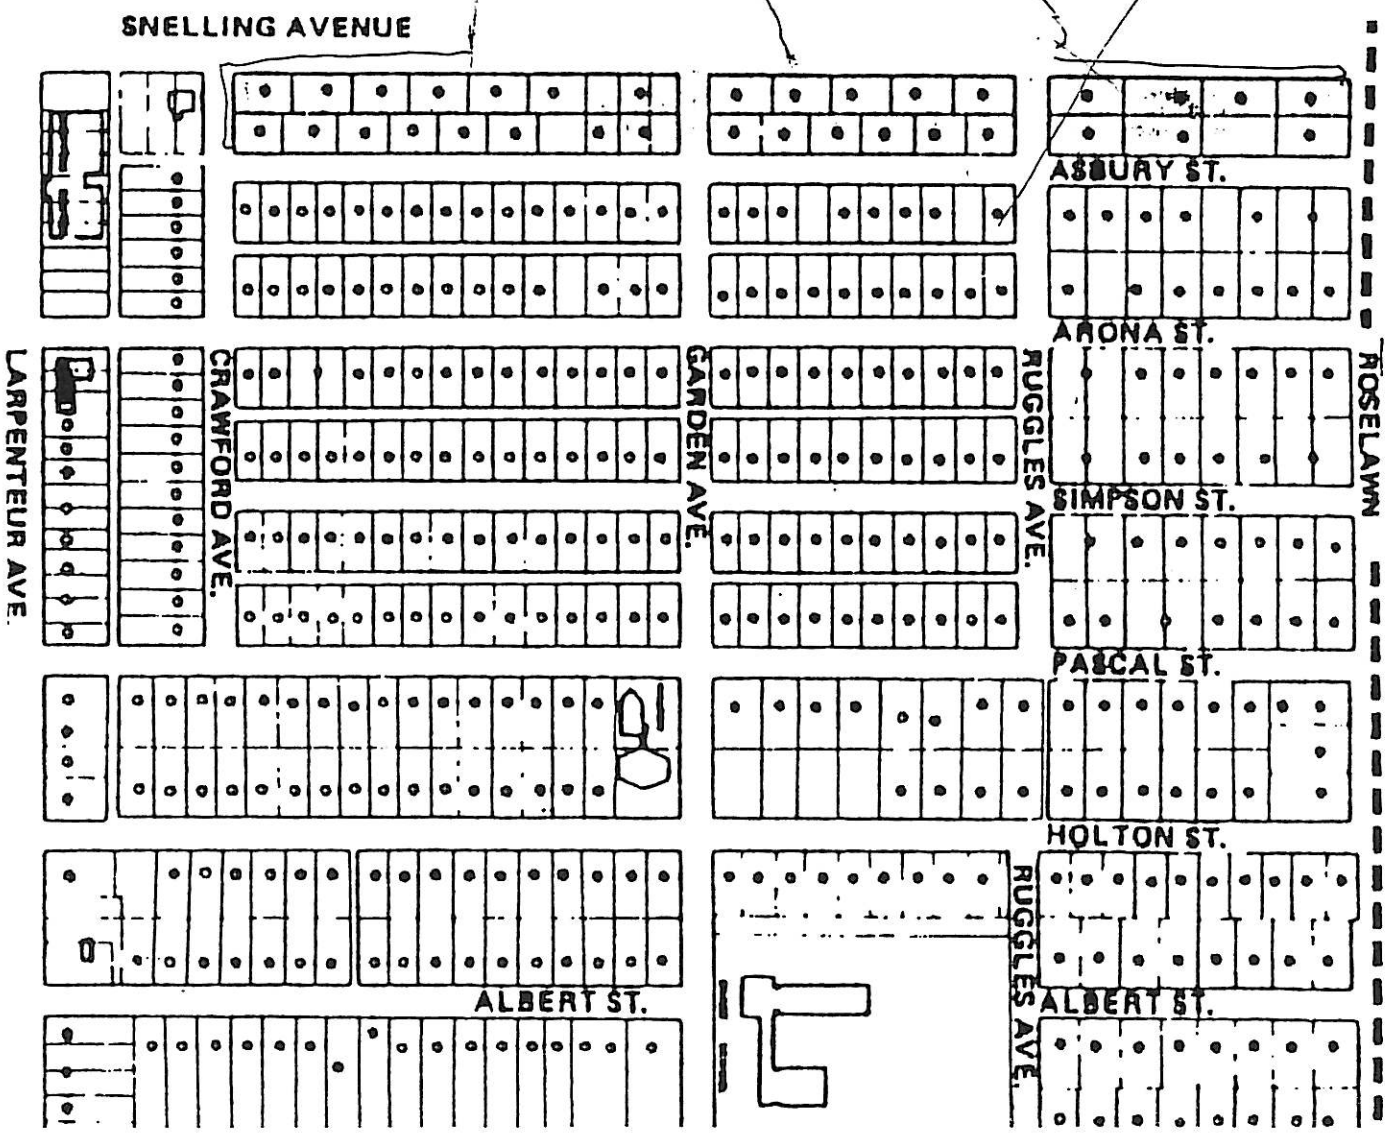 SNELLING AVENUE
ASBURY ST.
ARONA ST.
LARPENTEUR AVE.
CRAWFORD AVE.
GARDEN AVE.
RUGGLES AVE.
ROSELAWN
SIMPSON ST.
PASCAL ST.
HOLTON ST.
RUGGLES AVE.
ALBERT ST.
ALBERT ST.